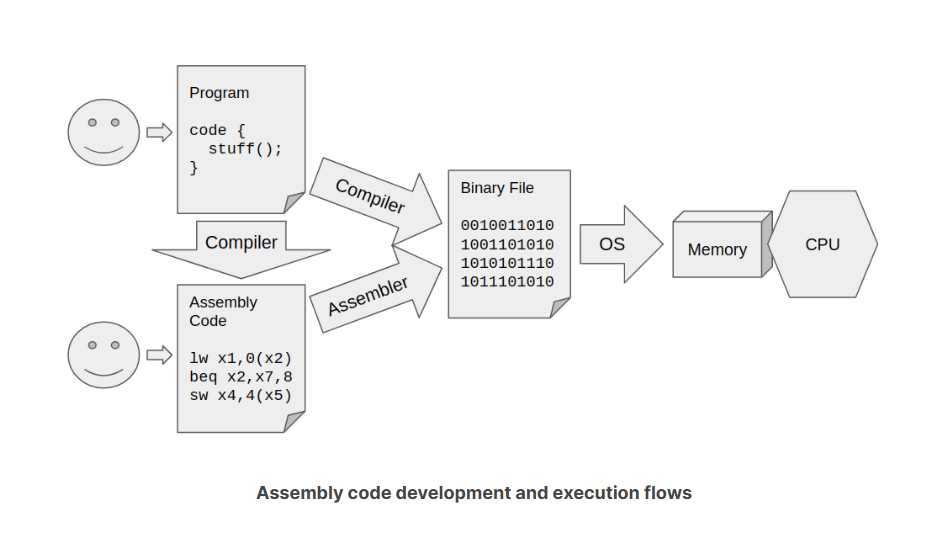 Program
code {
  stuff();
}
Compiler
Compiler
Assembly
Code
lw x1,0(x2)
beq x2,x7,8
sw x4,4(x5)
Assembler
Binary File
0010011010
1001101010
1010101110
1011101010
OS
Memory
CPU
Assembly code development and execution flows